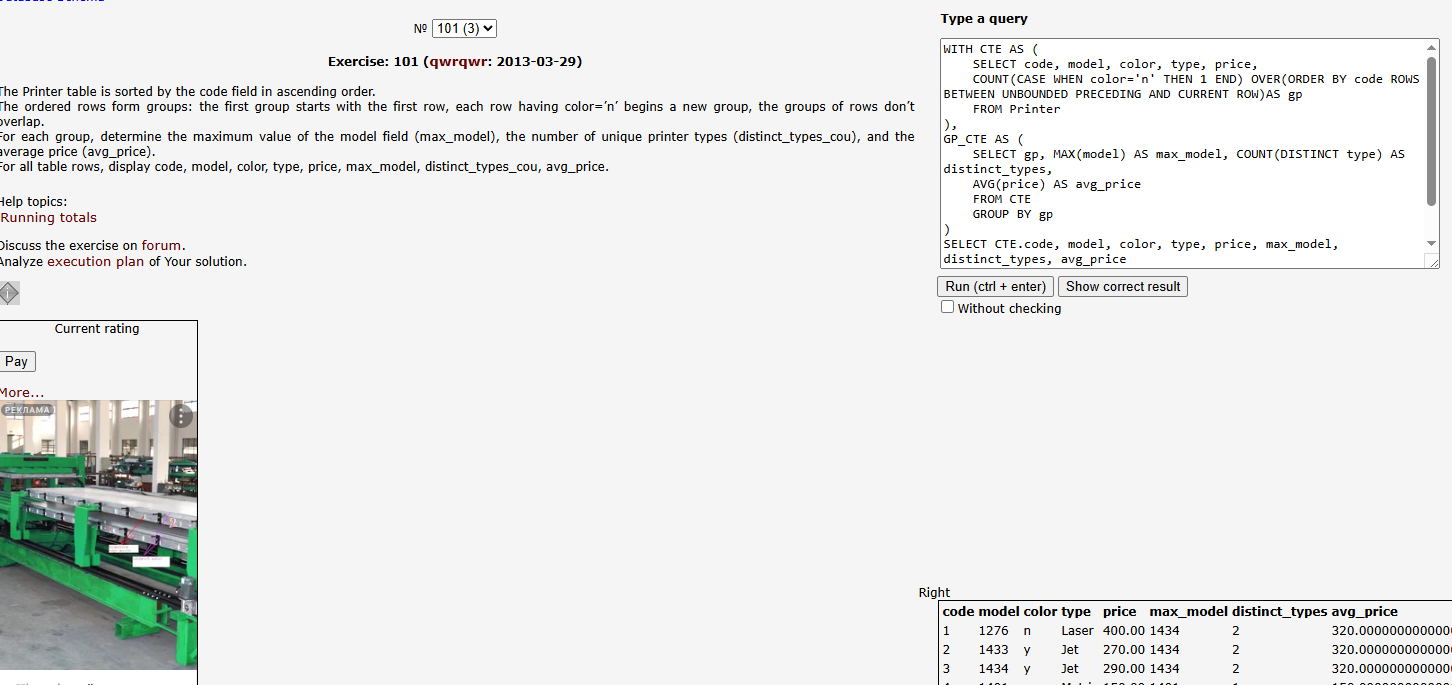 № 101 (3)
Exercise: 101 (qwrqwr: 2013-03-29)
The Printer table is sorted by the code field in ascending order.
The ordered rows form groups: the first group starts with the first row, each row having color='n' begins a new group, the groups of rows don't
overlap.
For each group, determine the maximum value of the model field (max_model), the number of unique printer types (distinct_types_cou), and the
average price (avg_price).
For all table rows, display code, model, color, type, price, max_model, distinct_types_cou, avg_price.
Help topics:
Running totals
Discuss the exercise on forum.
Analyze execution plan of Your solution.
Current rating
Pay
More...
РЕКЛАМА
Type a query
WITH CTE AS (
SELECT code, model, color, type, price,
COUNT(CASE WHEN color='n' THEN 1 END) OVER(ORDER BY code ROWS
BETWEEN UNBOUNDED PRECEDING AND CURRENT ROW)AS gp
FROM Printer
),
GP_CTE AS (
SELECT gp, MAX(model) AS max_model, COUNT(DISTINCT type) AS
distinct_types,
AVG(price) AS avg_price
FROM CTE
GROUP BY gp
)
SELECT CTE.code, model, color, type, price, max_model,
distinct_types, avg_price
Run (ctrl + enter) Show correct result
Without checking
Right
code model color type price max_model distinct_types avg_price
1 1276 n Laser 400.00 1434 2 320.000000000000
2 1433 y Jet 270.00 1434 2 320.000000000000
3 1434 y Jet 290.00 1434 2 320.000000000000